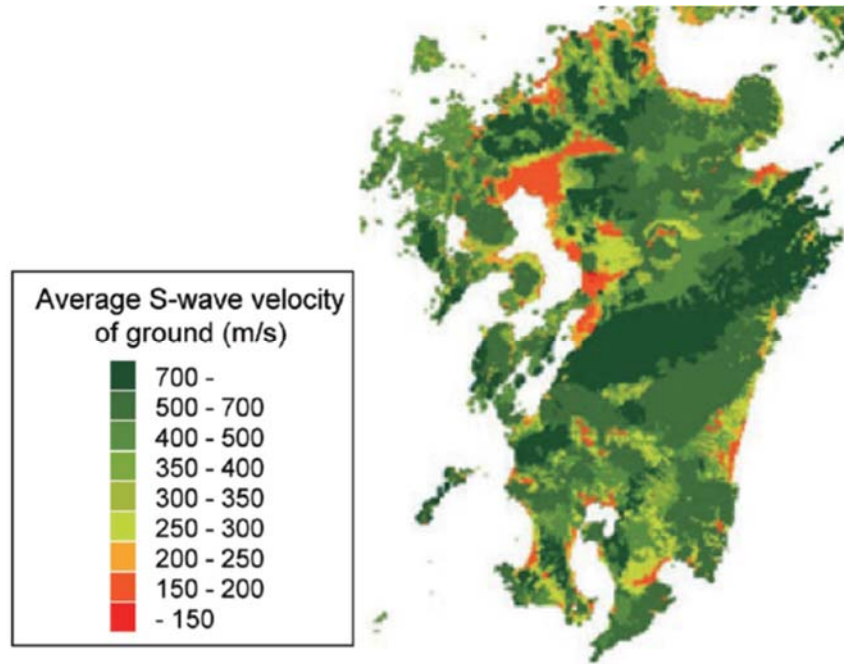 Average S-wave velocity
of ground (m/s)
700 -
500 - 700
400 - 500
350 - 400
300 - 350
250 - 300
200 - 250
150 - 200
- 150